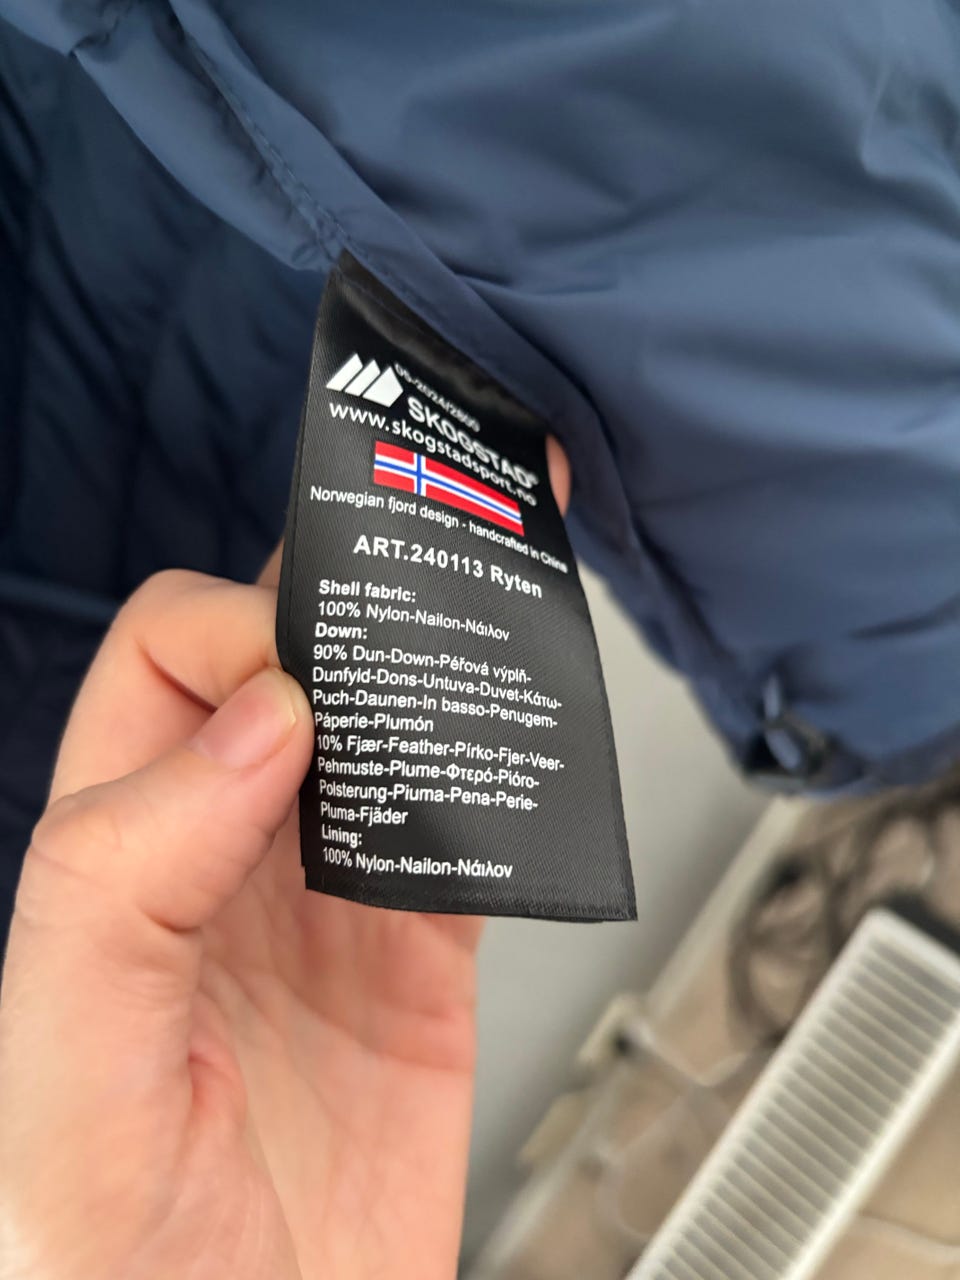 05-2024/2800
SKOGSTAD®
www.skogstadsport.no
Norwegian fjord design - handcrafted in China
ART.240113 Ryten
Shell fabric:
100% Nylon-Nailon-Νάιλον
Down:
90% Dun-Down-Péřová výplň-
Dunfyld-Dons-Untuva-Duvet-Κάτω-
Puch-Daunen-In basso-Penugem-
Páperie-Plumón
10% Fjær-Feather-Pírko-Fjer-Veer-
Pehmuste-Plume-Φτερό-Pióro-
Polsterung-Piuma-Pena-Perie-
Pluma-Fjäder
Lining:
100% Nylon-Nailon-Νάιλον